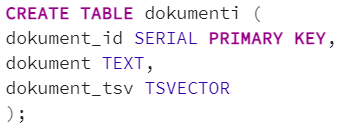 CREATE TABLE dokumenti (
dokument_id SERIAL PRIMARY KEY,
dokument TEXT,
dokument_tsv TSVECTOR
);